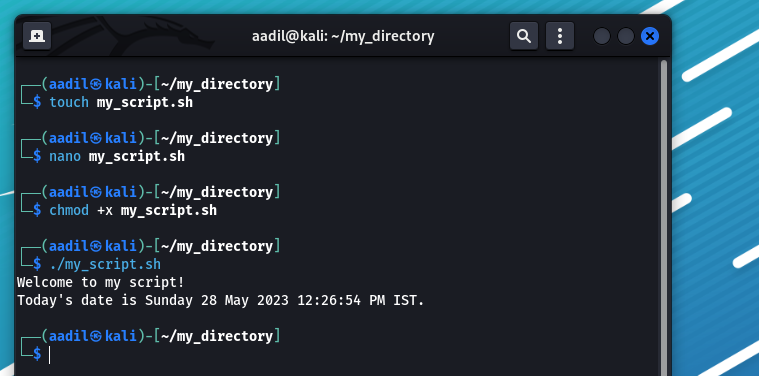 aadil@kali: ~/my_directory
┌──(aadil㉿kali)-[~/my_directory]
└─$ touch my_script.sh
┌──(aadil㉿kali)-[~/my_directory]
└─$ nano my_script.sh
┌──(aadil㉿kali)-[~/my_directory]
└─$ chmod +x my_script.sh
┌──(aadil㉿kali)-[~/my_directory]
└─$ ./my_script.sh
Welcome to my script!
Today's date is Sunday 28 May 2023 12:26:54 PM IST.
┌──(aadil㉿kali)-[~/my_directory]
└─$